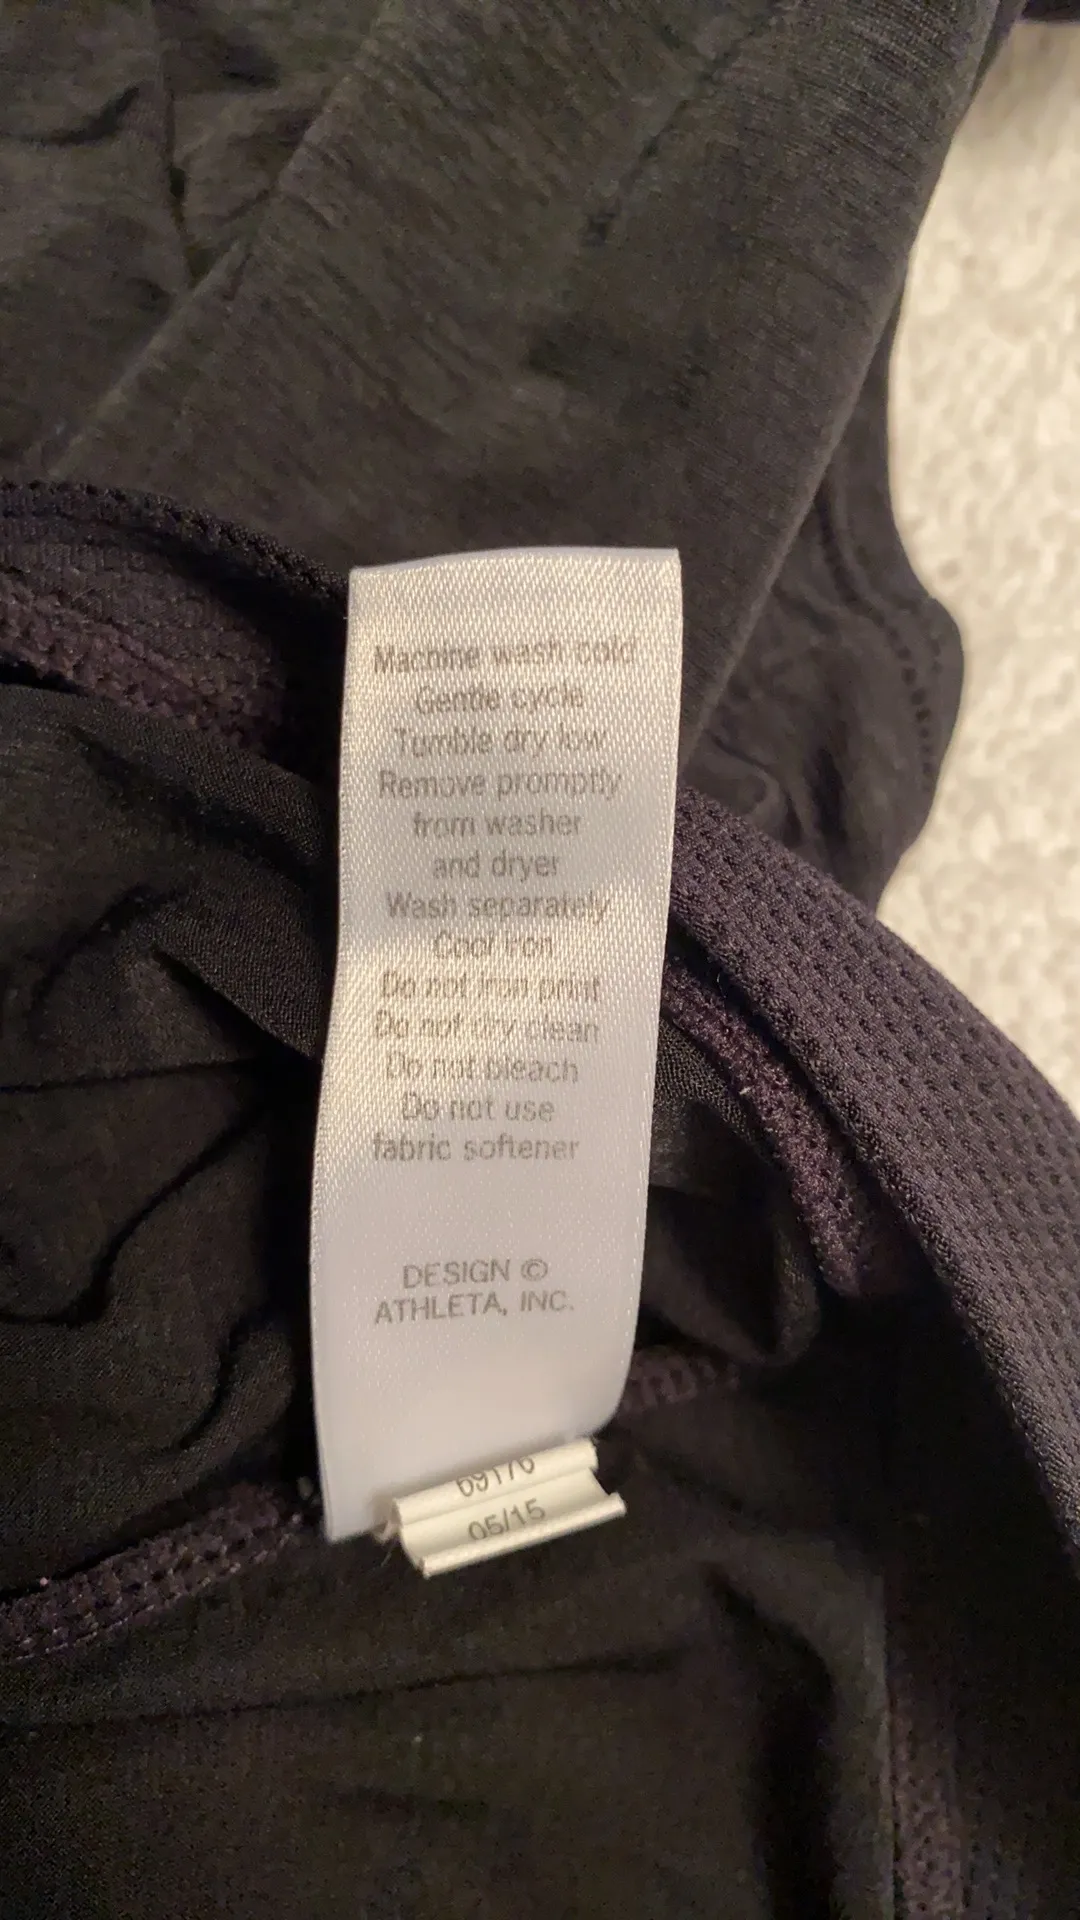 Machine wash cold
Gentle cycle
Tumble dry low
Remove promptly
from washer
and dryer
Wash separately
Cool iron
Do not iron print
Do not dry clean
Do not bleach
Do not use
fabric softener
DESIGN ©
ATHLETA, INC.
69176
05/15